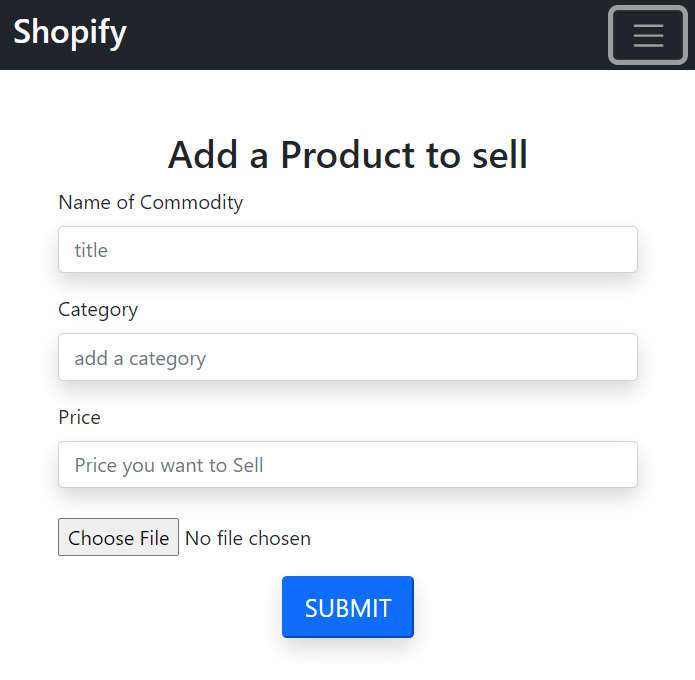 Shopify
Add a Product to sell
Name of Commodity
title
Category
add a category
Price
Price you want to Sell
Choose File No file chosen
SUBMIT